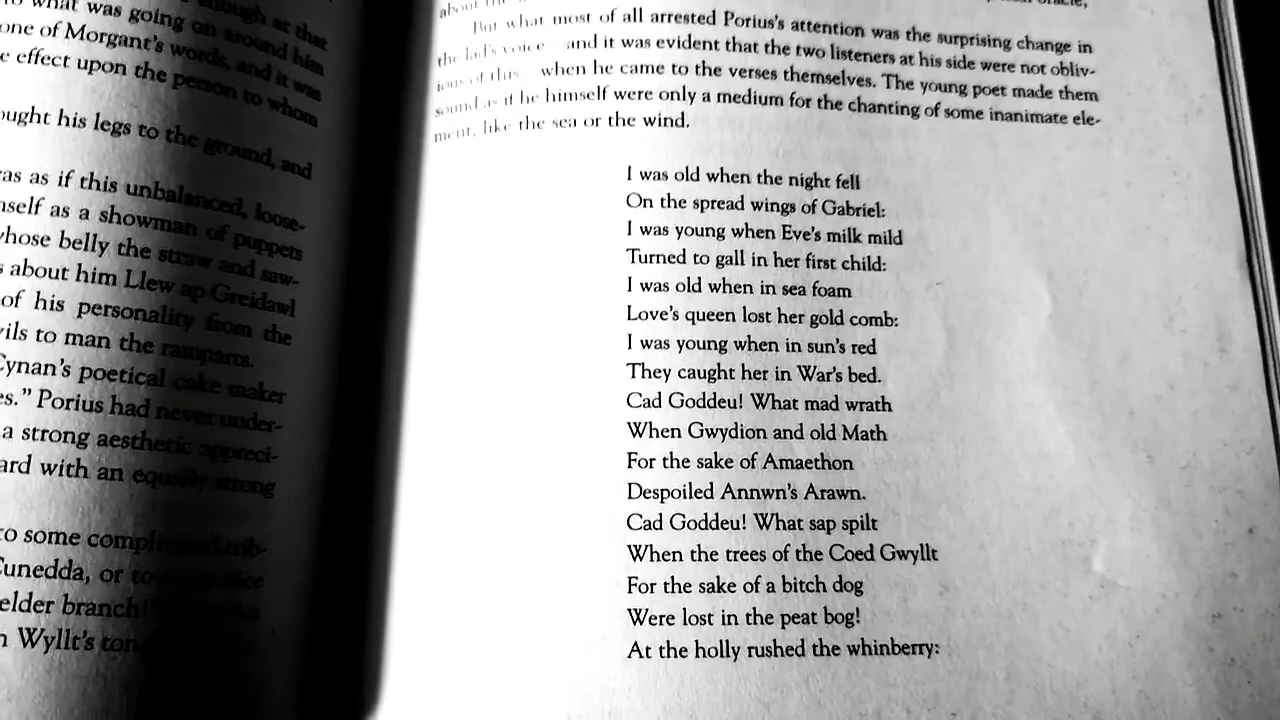 what was going on around him
one of Morgant's words, and it was
effect upon the person to whom
ought his legs to the ground, and
as if this unbalanced, loose-
self as a showman of puppets
whose belly the straw and saw-
about him Llew ap Greidawl
of his personality from the
ils to man the ramparts.
Cynan's poetical cake maker
es." Porius had never under-
a strong aesthetic appreci-
ard with an equally strong
to some
Cunedda, or to
elder branch!
Wyllt's
about
But what most of all arrested Porius's attention was the surprising change in
the lad's voice and it was evident that the two listeners at his side were not obliv-
ious of this when he came to the verses themselves. The young poet made them
sound as if he himself were only a medium for the chanting of some inanimate ele-
ment, like the sea or the wind.
I was old when the night fell
On the spread wings of Gabriel:
I was young when Eve's milk mild
Turned to gall in her first child:
I was old when in sea foam
Love's queen lost her gold comb:
I was young when in sun's red
They caught her in War's bed.
Cad Goddeu! What mad wrath
When Gwydion and old Math
For the sake of Amaethon
Despoiled Annwn's Arawn.
Cad Goddeu! What sap spilt
When the trees of the Coed Gwyllt
For the sake of a bitch dog
Were lost in the peat bog!
At the holly rushed the whinberry: